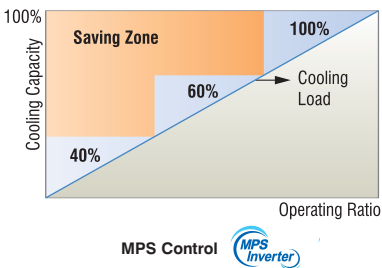 100%
Saving Zone
100%
Cooling Capacity
60%
Cooling
Load
40%
Operating Ratio
MPS Control
MPS
Inverter